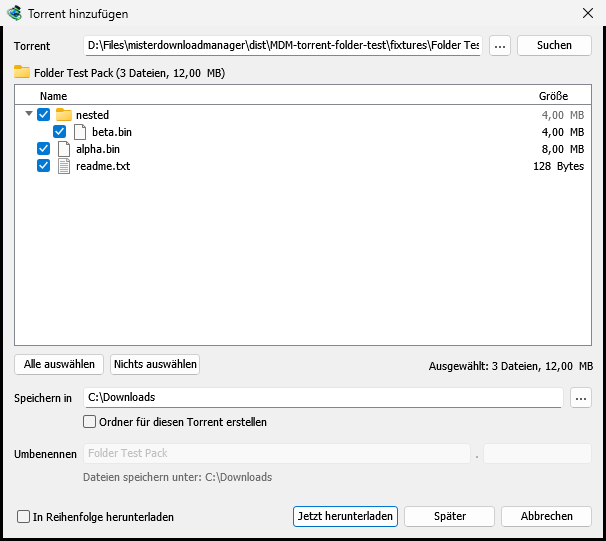 Torrent hinzufügen
Torrent D:\Files\misterdownloadmanager\dist\MDM-torrent-folder-test\fixtures\Folder Tes ... Suchen
Folder Test Pack (3 Dateien, 12,00 MB)
Name Größe
nested 4,00 MB
beta.bin 4,00 MB
alpha.bin 8,00 MB
readme.txt 128 Bytes
Alle auswählen Nichts auswählen Ausgewählt: 3 Dateien, 12,00 MB
Speichern in C:\Downloads ...
Ordner für diesen Torrent erstellen
Umbenennen Folder Test Pack .
Dateien speichern unter: C:\Downloads
In Reihenfolge herunterladen Jetzt herunterladen Später Abbrechen